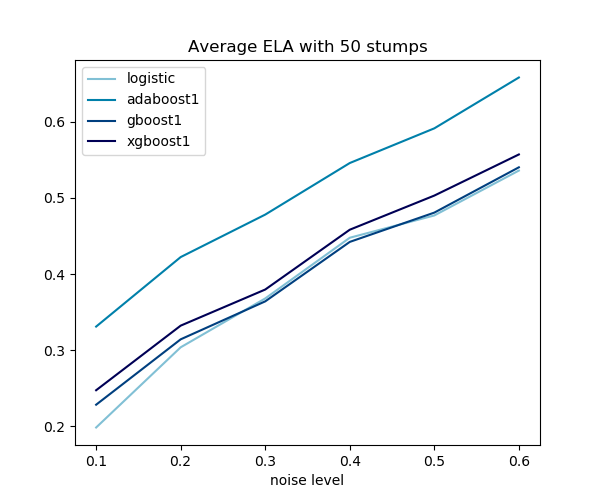 Average ELA with 50 stumps
logistic
adaboost1
gboost1
xgboost1
0.6
0.5
0.4
0.3
0.2
0.1 0.2 0.3 0.4 0.5 0.6
noise level